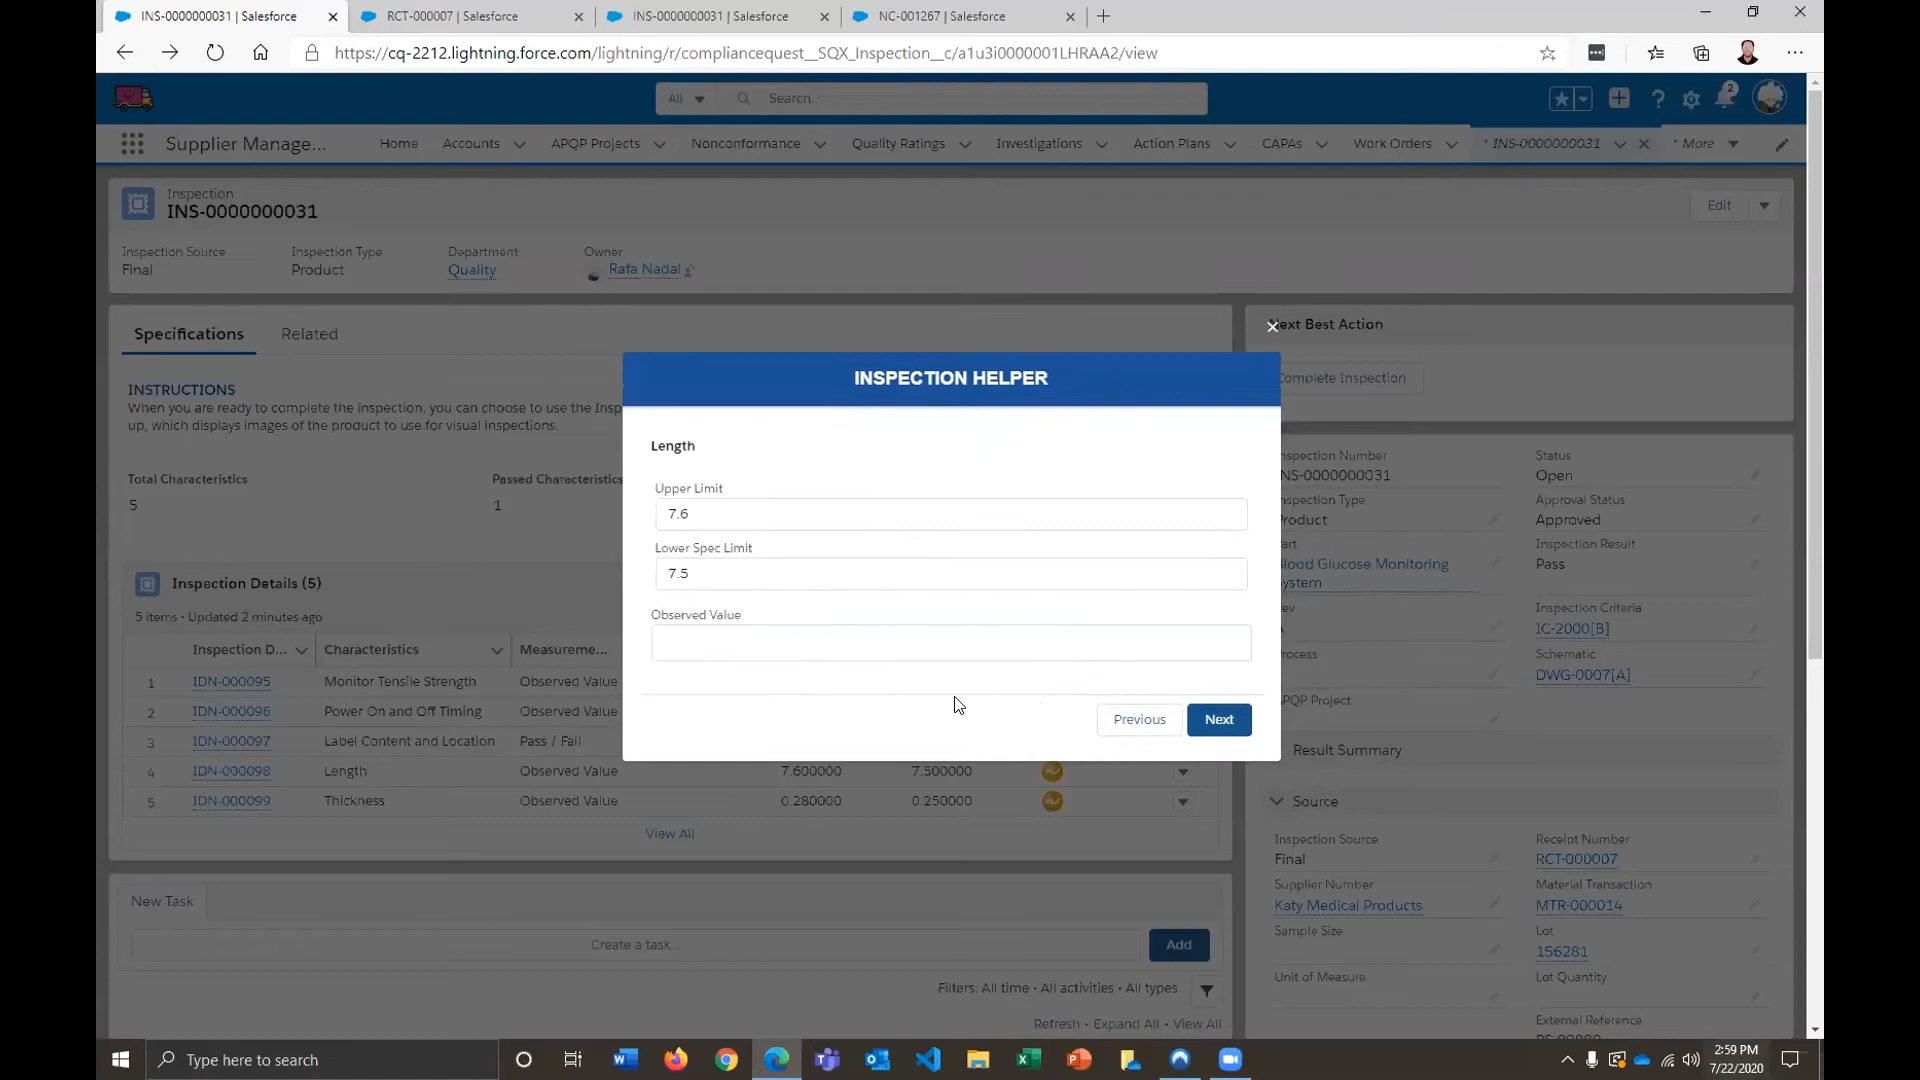 INS-0000000031 | Salesforce
RCT-000007 | Salesforce
INS-0000000031 | Salesforce
NC-001267 | Salesforce
https://cq-2212.lightning.force.com/lightning/r/compliancequest__SQX_Inspection__c/a1u3i0000001LHRAA2/view
All
Search...
2
Supplier Manage...
Home
Accounts
APQP Projects
Nonconformance
Quality Ratings
Investigations
Action Plans
CAPAs
Work Orders
* INS-0000000031
* More
Inspection
INS-0000000031
Edit
Inspection Source
Inspection Type
Department
Owner
Final
Product
Quality
Rafa Nadal
Specifications
Related
INSTRUCTIONS
When you are ready to complete the inspection, you can choose to use the Insp
up, which displays images of the product to use for visual inspections.
Total Characteristics
Passed Characteristics
5
1
Inspection Details (5)
5 items • Updated 2 minutes ago
Inspection D...
Characteristics
Measureme...
1 IDN-000095 Monitor Tensile Strength Observed Value
2 IDN-000096 Power On and Off Timing Observed Value
3 IDN-000097 Label Content and Location Pass / Fail
4 IDN-000098 Length Observed Value 7.600000 7.500000
5 IDN-000099 Thickness Observed Value 0.280000 0.250000
View All
New Task
Create a task...
Add
Filters: All time • All activities • All types
Refresh • Expand All • View All
INSPECTION HELPER
Length
Upper Limit
7.6
Lower Spec Limit
7.5
Observed Value
Previous
Next
Next Best Action
Complete Inspection
Inspection Number
Status
INS-0000000031
Open
Inspection Type
Approval Status
Product
Approved
Part
Inspection Result
Blood Glucose Monitoring
System
Pass
Rev
Inspection Criteria
A
IC-2000[B]
Process
Schematic
DWG-0007[A]
APQP Project
Result Summary
Source
Inspection Source
Receipt Number
Final
RCT-000007
Supplier Number
Material Transaction
Katy Medical Products
MTR-000014
Sample Size
Lot
156281
Unit of Measure
Lot Quantity
External Reference
Type here to search
2:59 PM
7/22/2020